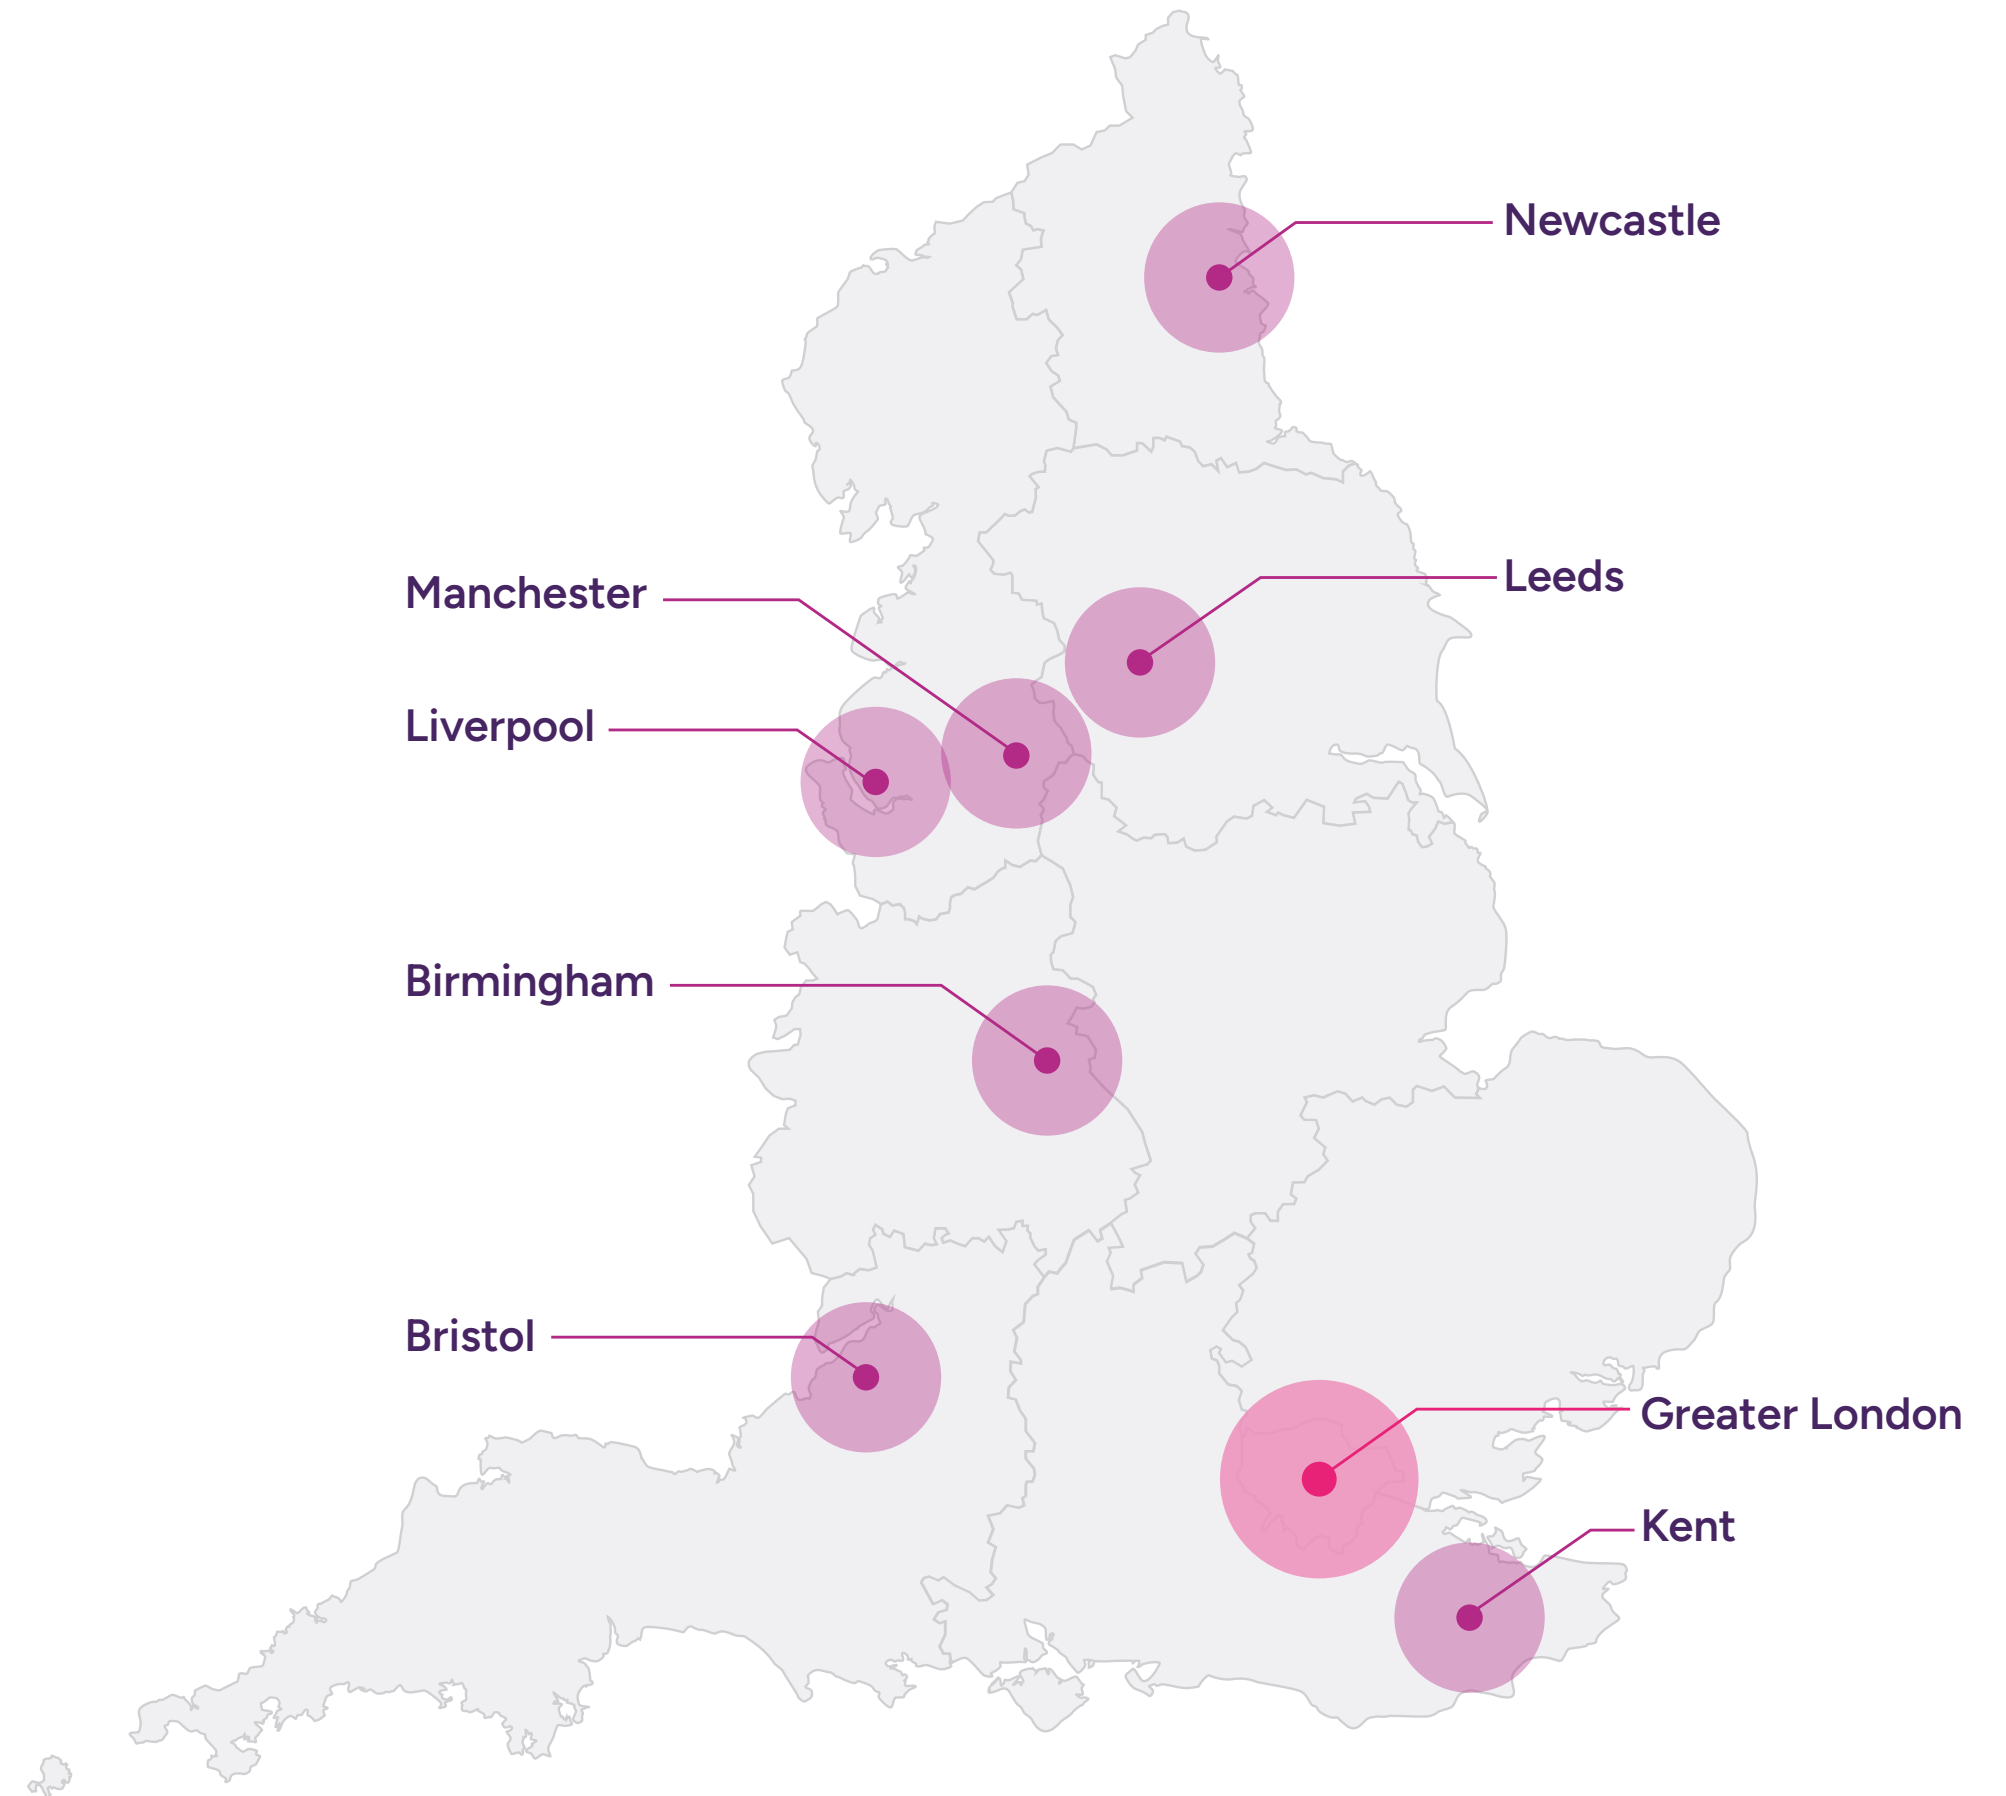 Newcastle
Leeds
Manchester
Liverpool
Birmingham
Bristol
Greater London
Kent